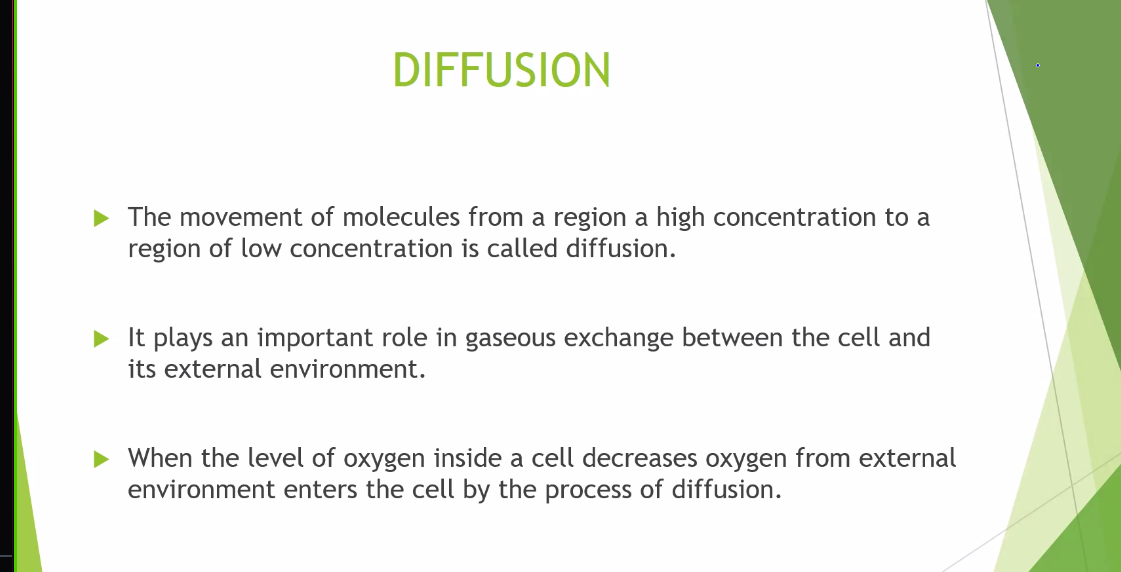 DIFFUSION
The movement of molecules from a region a high concentration to a
region of low concentration is called diffusion.
It plays an important role in gaseous exchange between the cell and
its external environment.
When the level of oxygen inside a cell decreases oxygen from external
environment enters the cell by the process of diffusion.